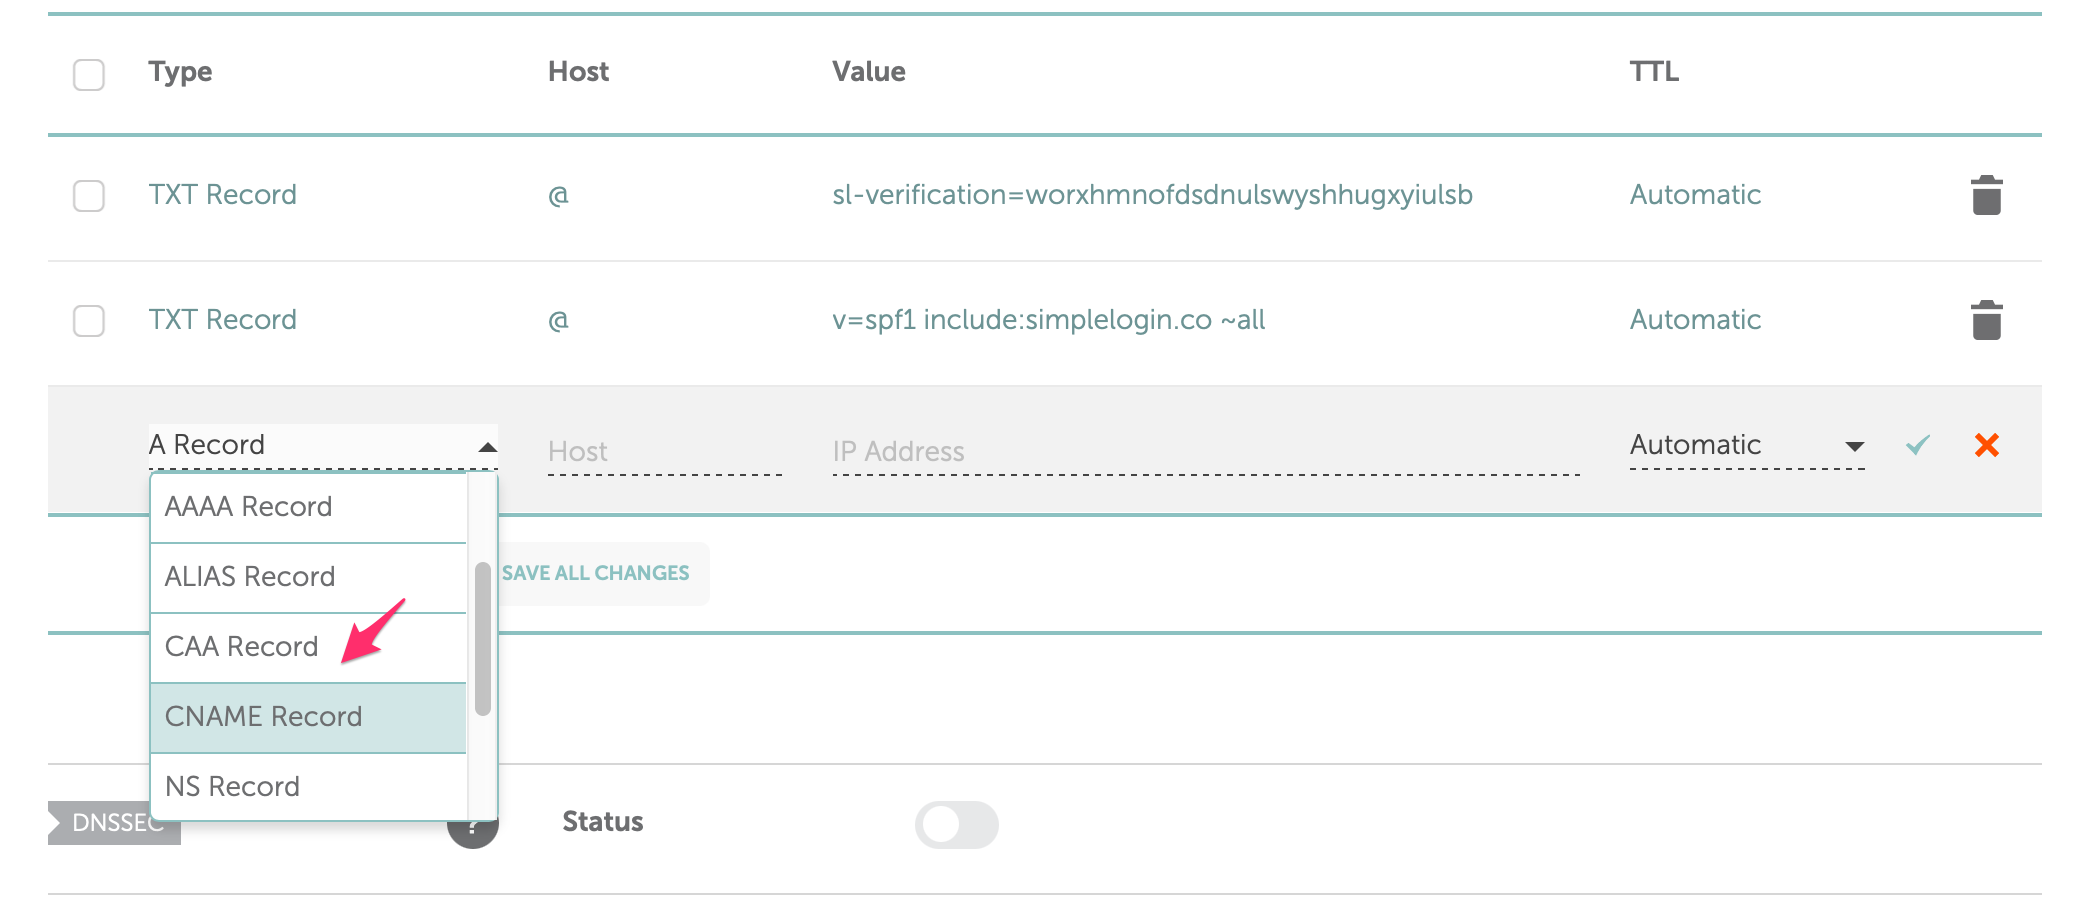 Type Host Value TTL
TXT Record @ sl-verification=worxhmnofdsdnulswyshhugxyiulsb Automatic
TXT Record @ v=spf1 include:simplelogin.co ~all Automatic
A Record Host IP Address Automatic
AAAA Record
ALIAS Record
SAVE ALL CHANGES
CAA Record
CNAME Record
NS Record
DNSSEC ? Status